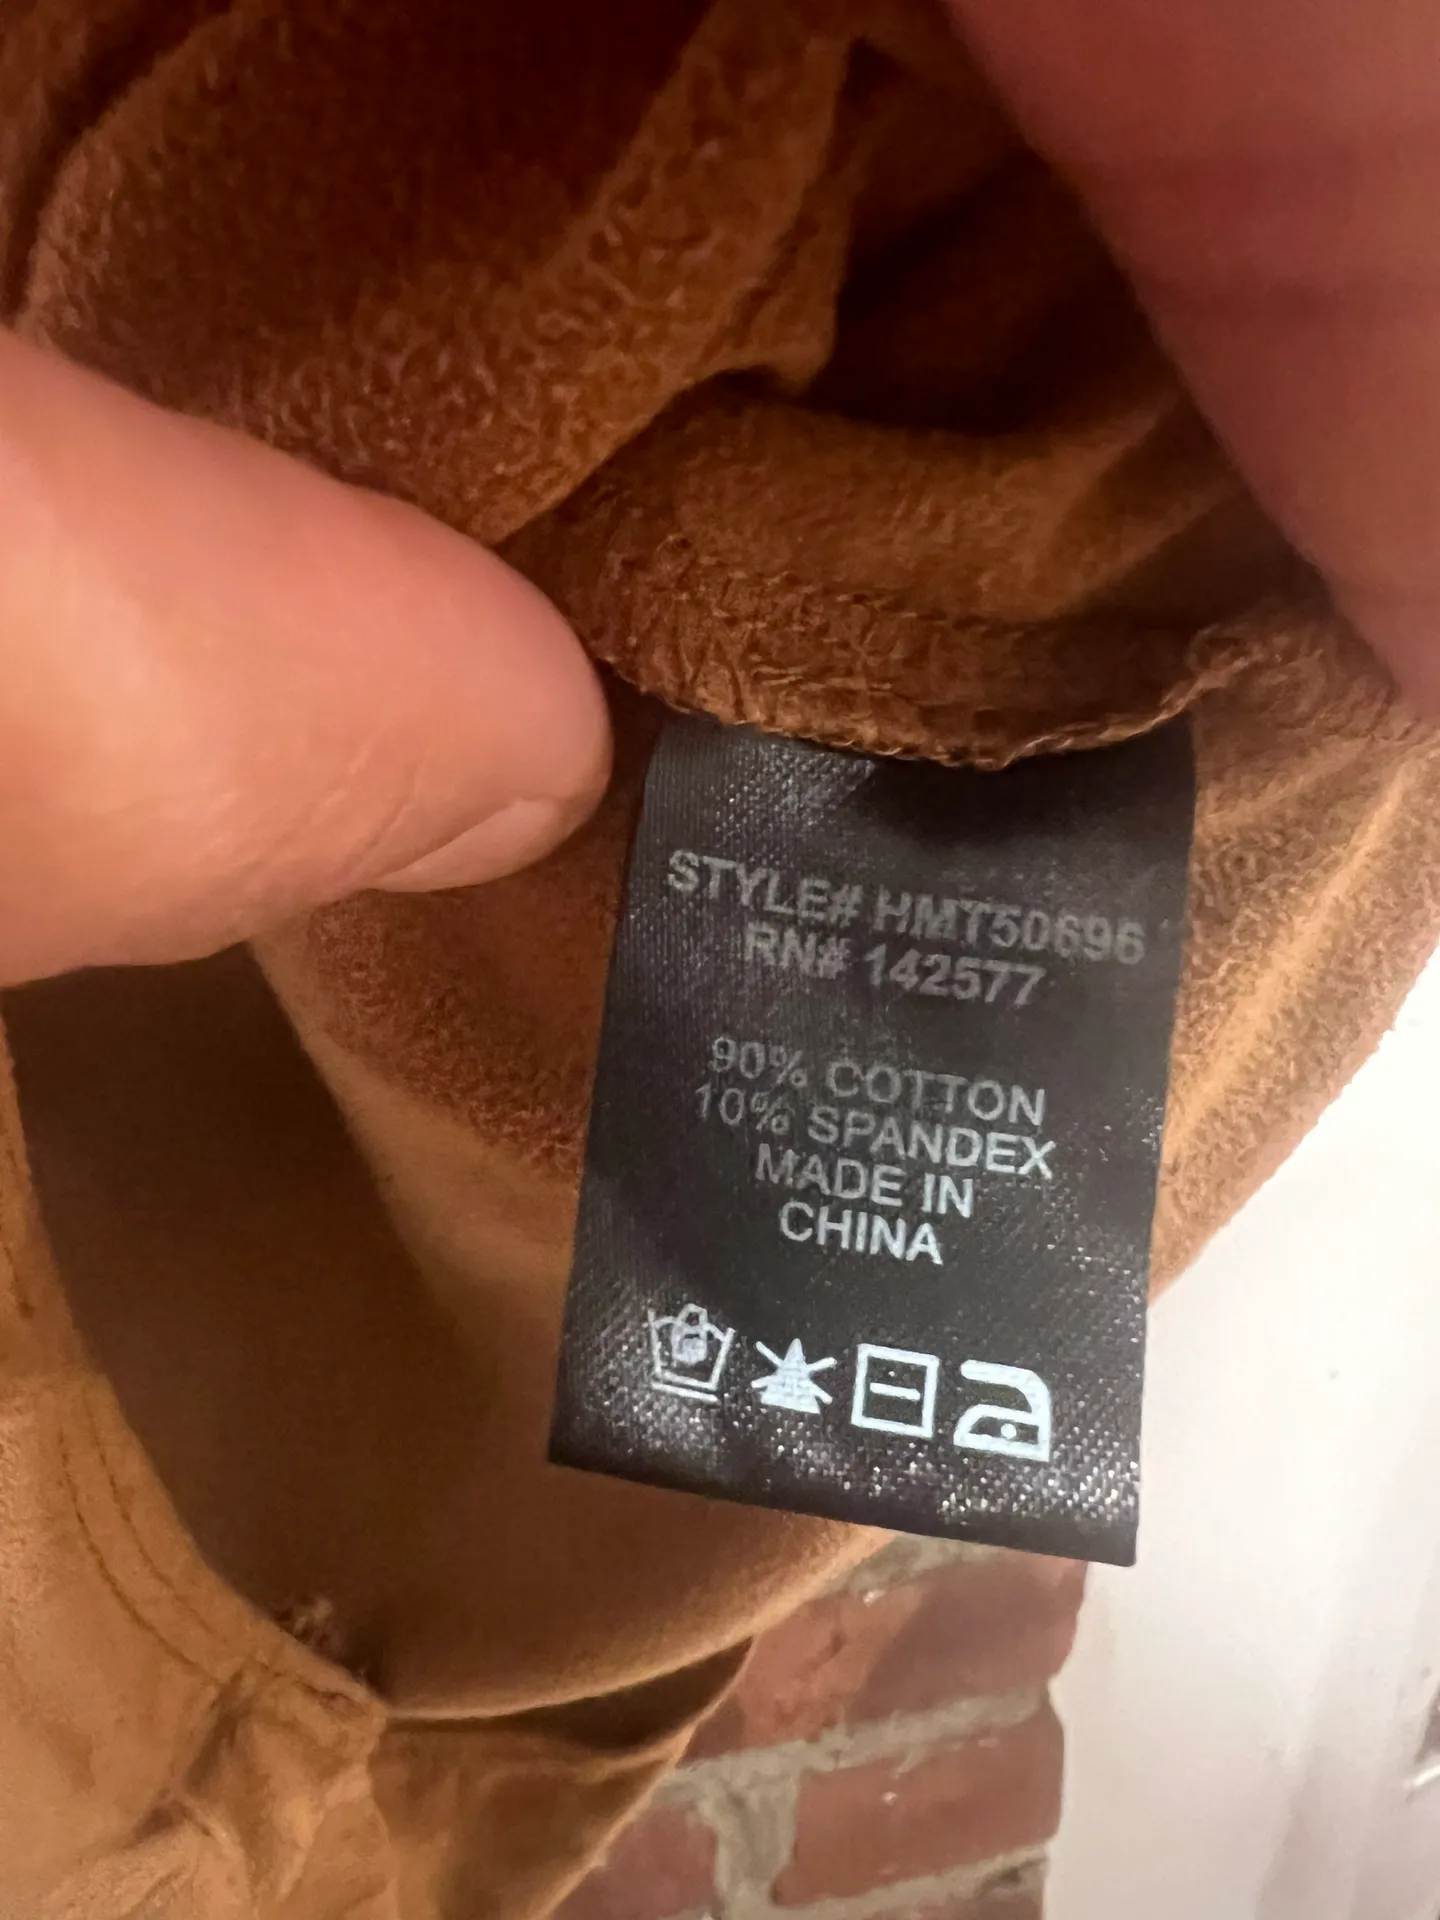 STYLE# HMT50696
RN# 142577
90% COTTON
10% SPANDEX
MADE IN
CHINA